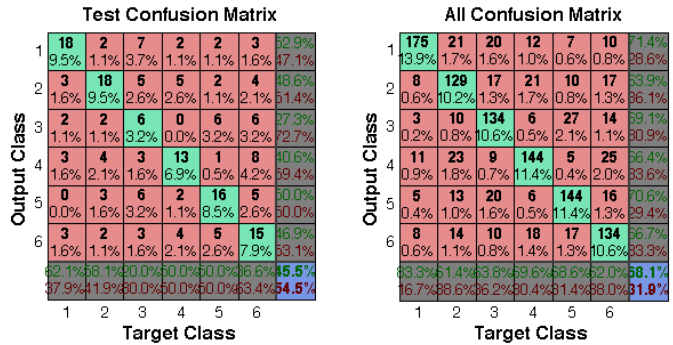 Test Confusion Matrix
18 2 7 2 2 3 52.9%
1
9.5% 1.1% 3.7% 1.1% 1.1% 1.6% 47.1%
3 18 5 5 2 4 48.6%
2
1.6% 9.5% 2.6% 2.6% 1.1% 2.1% 51.4%
2 2 6 0 6 6 27.3%
3
1.1% 1.1% 3.2% 0.0% 3.2% 3.2% 72.7%
3 4 3 13 1 8 40.6%
4
1.6% 2.1% 1.6% 6.9% 0.5% 4.2% 59.4%
0 3 6 2 16 5 50.0%
5
0.0% 1.6% 3.2% 1.1% 8.5% 2.6% 50.0%
3 2 3 4 5 15 46.9%
6
1.6% 1.1% 1.6% 2.1% 2.6% 7.9% 53.1%
62.1% 58.1% 20.0% 50.0% 50.0% 36.6% 45.5%
37.9% 41.9% 80.0% 50.0% 50.0% 63.4% 54.5%
1 2 3 4 5 6
Target Class
Output Class
All Confusion Matrix
175 21 20 12 7 10 71.4%
1
13.9% 1.7% 1.6% 1.0% 0.6% 0.8% 28.6%
8 129 17 21 10 17 63.9%
2
0.6% 10.2% 1.3% 1.7% 0.8% 1.3% 36.1%
3 10 134 6 27 14 69.1%
3
0.2% 0.8% 10.6% 0.5% 2.1% 1.1% 30.9%
11 23 9 144 5 25 66.4%
4
0.9% 1.8% 0.7% 11.4% 0.4% 2.0% 33.6%
5 13 20 6 144 16 70.6%
5
0.4% 1.0% 1.6% 0.5% 11.4% 1.3% 29.4%
8 14 10 18 17 134 66.7%
6
0.6% 1.1% 0.8% 1.4% 1.3% 10.6% 33.3%
83.3% 61.4% 63.8% 69.6% 68.6% 62.0% 68.1%
16.7% 38.6% 36.2% 30.4% 31.4% 38.0% 31.9%
1 2 3 4 5 6
Target Class
Output Class